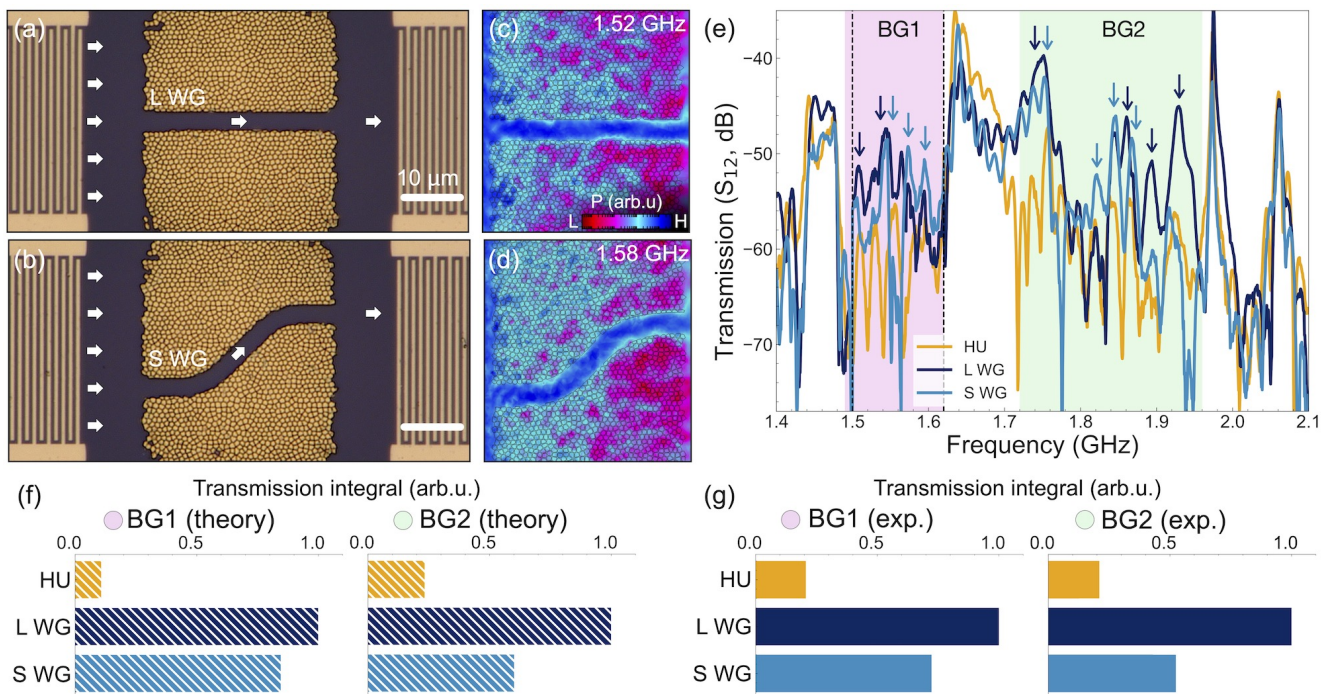 (a)
L WG
10 μm
(b)
S WG
(c)
1.52 GHz
P (arb.u)
L H
(d)
1.58 GHz
(e)
BG1
BG2
Transmission (S12, dB)
−40
−50
−60
−70
HU
L WG
S WG
1.4 1.5 1.6 1.7 1.8 1.9 2.0 2.1
Frequency (GHz)
(f)
Transmission integral (arb.u.)
BG1 (theory)
BG2 (theory)
0.0 0.5 1.0
0.0 0.5 1.0
HU
L WG
S WG
(g)
Transmission integral (arb.u.)
BG1 (exp.)
BG2 (exp.)
0.0 0.5 1.0
0.0 0.5 1.0
HU
L WG
S WG